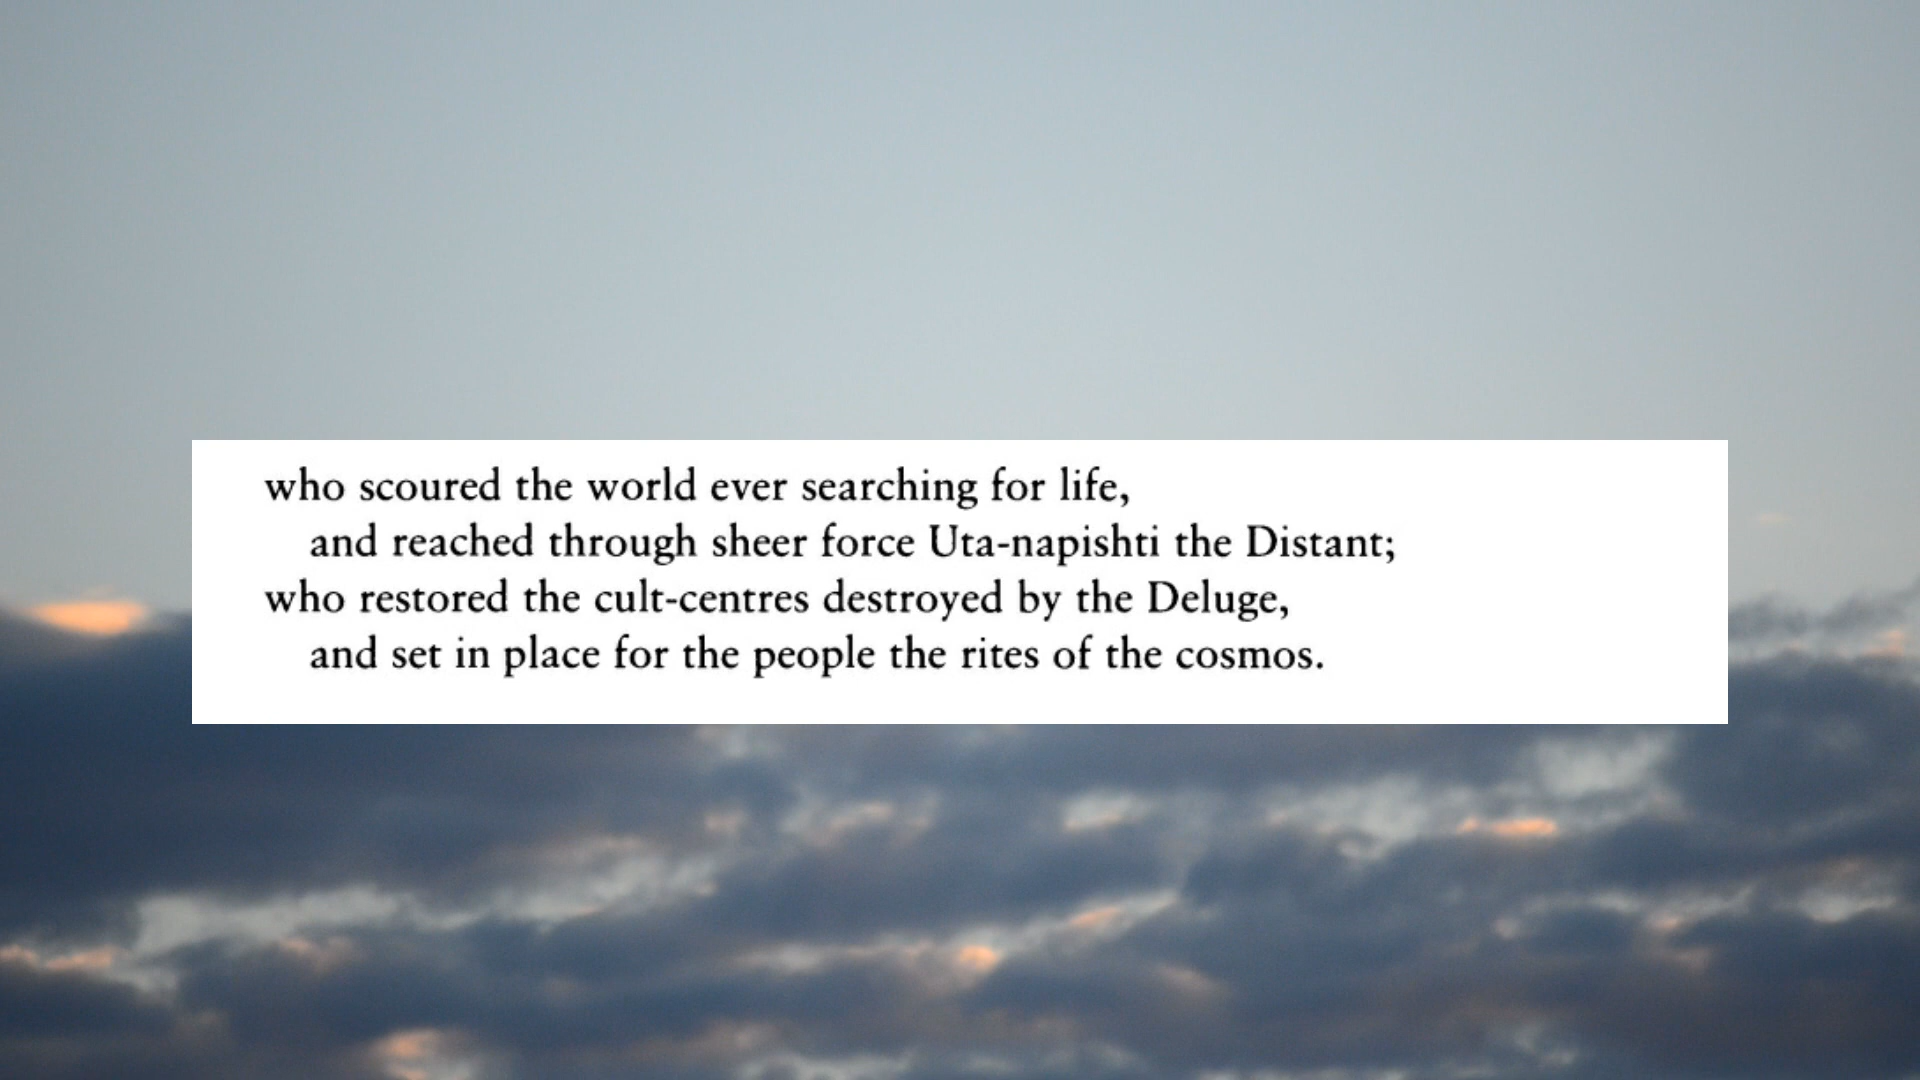 who scoured the world ever searching for life,
and reached through sheer force Uta-napishti the Distant;
who restored the cult-centres destroyed by the Deluge,
and set in place for the people the rites of the cosmos.